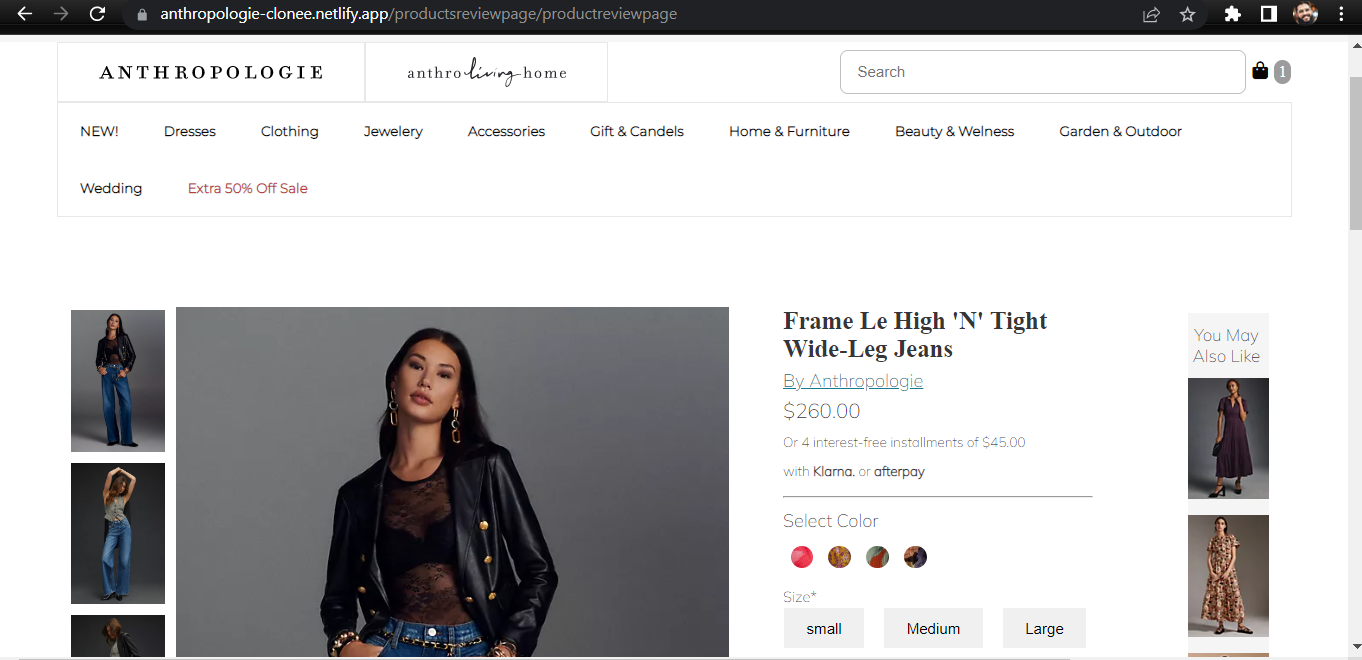 anthropologie-clonee.netlify.app/productsreviewpage/productreviewpage
ANTHROPOLOGIE
anthro living home
Search
1
NEW!
Dresses
Clothing
Jewelery
Accessories
Gift & Candels
Home & Furniture
Beauty & Welness
Garden & Outdoor
Wedding
Extra 50% Off Sale
Frame Le High 'N' Tight
Wide-Leg Jeans
By Anthropologie
$260.00
Or 4 interest-free installments of $45.00
with Klarna. or afterpay
Select Color
Size*
small
Medium
Large
You May
Also Like